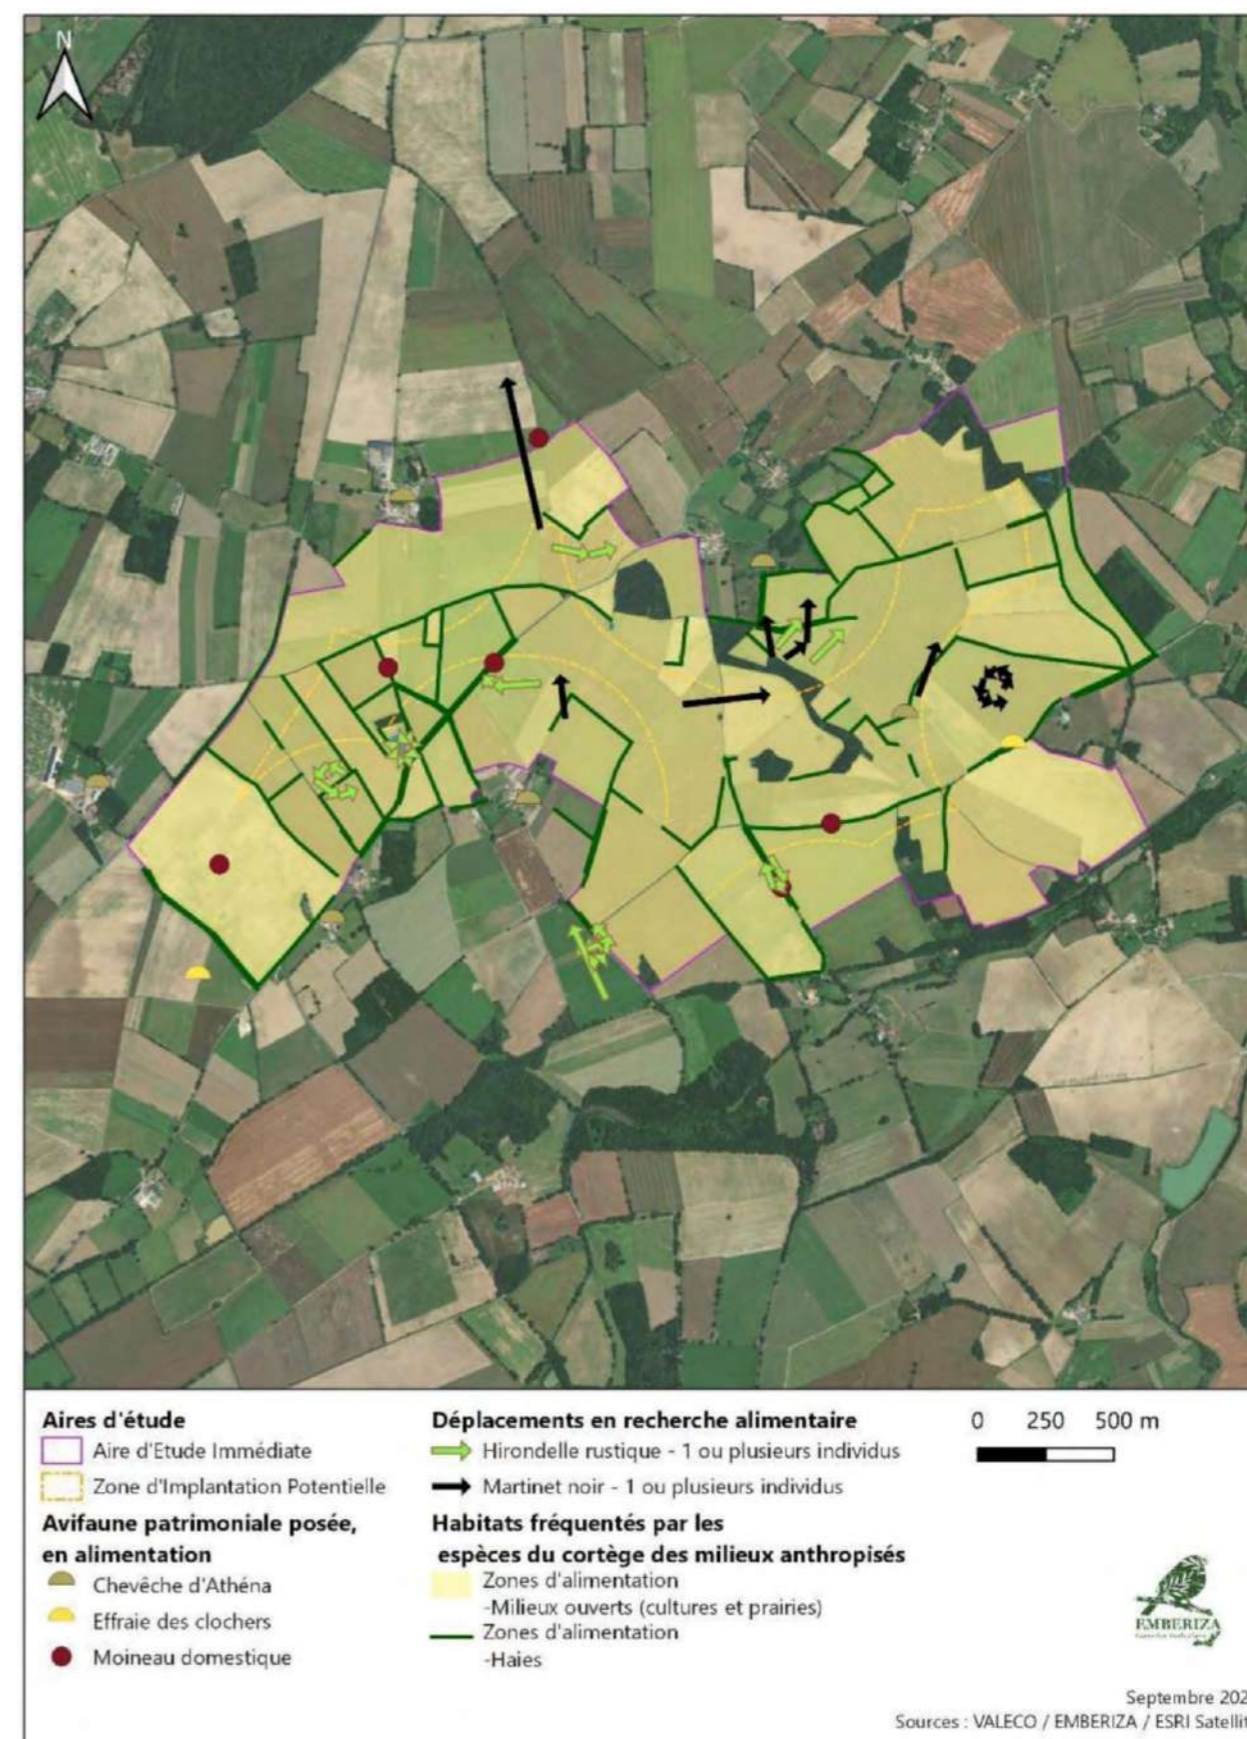 N
Aires d'étude
Aire d'Etude Immédiate
Zone d'Implantation Potentielle
Avifaune patrimoniale posée,
en alimentation
Chevêche d'Athéna
Effraie des clochers
Moineau domestique
Déplacements en recherche alimentaire
Hirondelle rustique - 1 ou plusieurs individus
Martinet noir - 1 ou plusieurs individus
Habitats fréquentés par les
espèces du cortège des milieux anthropisés
Zones d'alimentation
-Milieux ouverts (cultures et prairies)
Zones d'alimentation
-Haies
0 250 500 m
EMBERIZA
Septembre 202
Sources : VALECO / EMBERIZA / ESRI Satellit